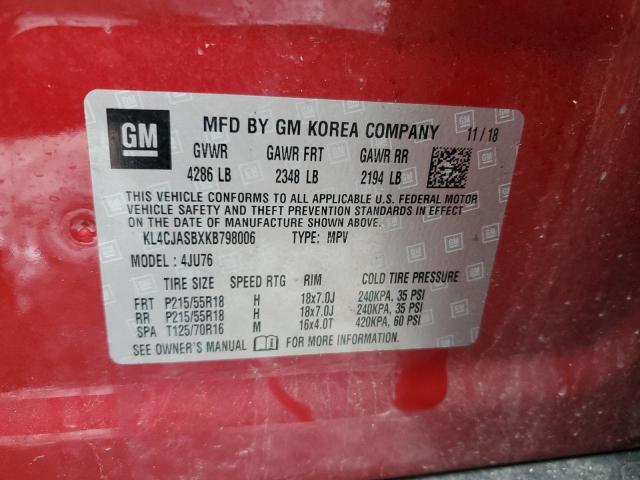 GM MFD BY GM KOREA COMPANY 11/18
GVWR GAWR FRT GAWR RR
4286 LB 2348 LB 2194 LB
THIS VEHICLE CONFORMS TO ALL APPLICABLE U.S. FEDERAL MOTOR
VEHICLE SAFETY AND THEFT PREVENTION STANDARDS IN EFFECT
ON THE DATE OF MANUFACTURE SHOWN ABOVE.
KL4CJASBXKB798006 TYPE: MPV
MODEL: 4JU76
TIRE SIZE SPEED RTG RIM COLD TIRE PRESSURE
FRT P215/55R18 H 18x7.0J 240KPA, 35 PSI
RR P215/55R18 H 18x7.0J 240KPA, 35 PSI
SPA T125/70R16 M 16x4.0T 420KPA, 60 PSI
SEE OWNER'S MANUAL FOR MORE INFORMATION.